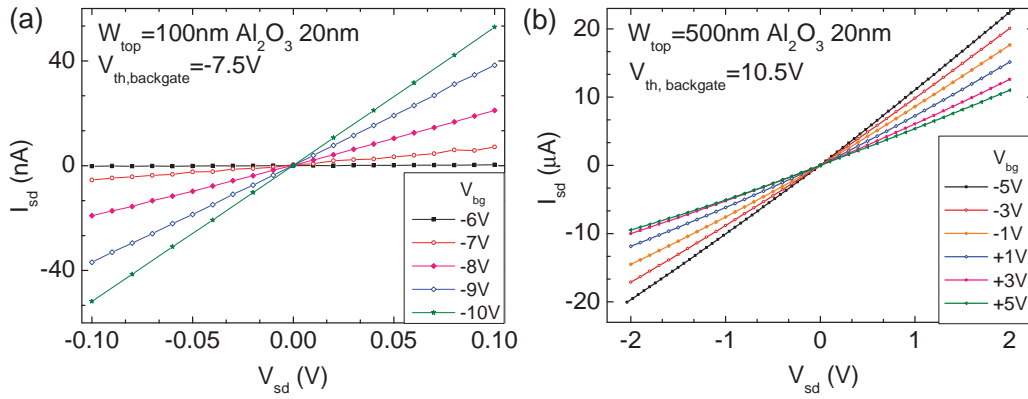 (a)
W_top=100nm Al₂O₃ 20nm
V_th,backgate=-7.5V
40
0
-40
I_sd (nA)
-0.10
-0.05
0.00
0.05
0.10
V_sd (V)
V_bg
-6V
-7V
-8V
-9V
-10V
(b)
W_top=500nm Al₂O₃ 20nm
V_th, backgate=10.5V
20
10
0
-10
-20
I_sd (μA)
-2
-1
0
1
2
V_sd (V)
V_bg
-5V
-3V
-1V
+1V
+3V
+5V